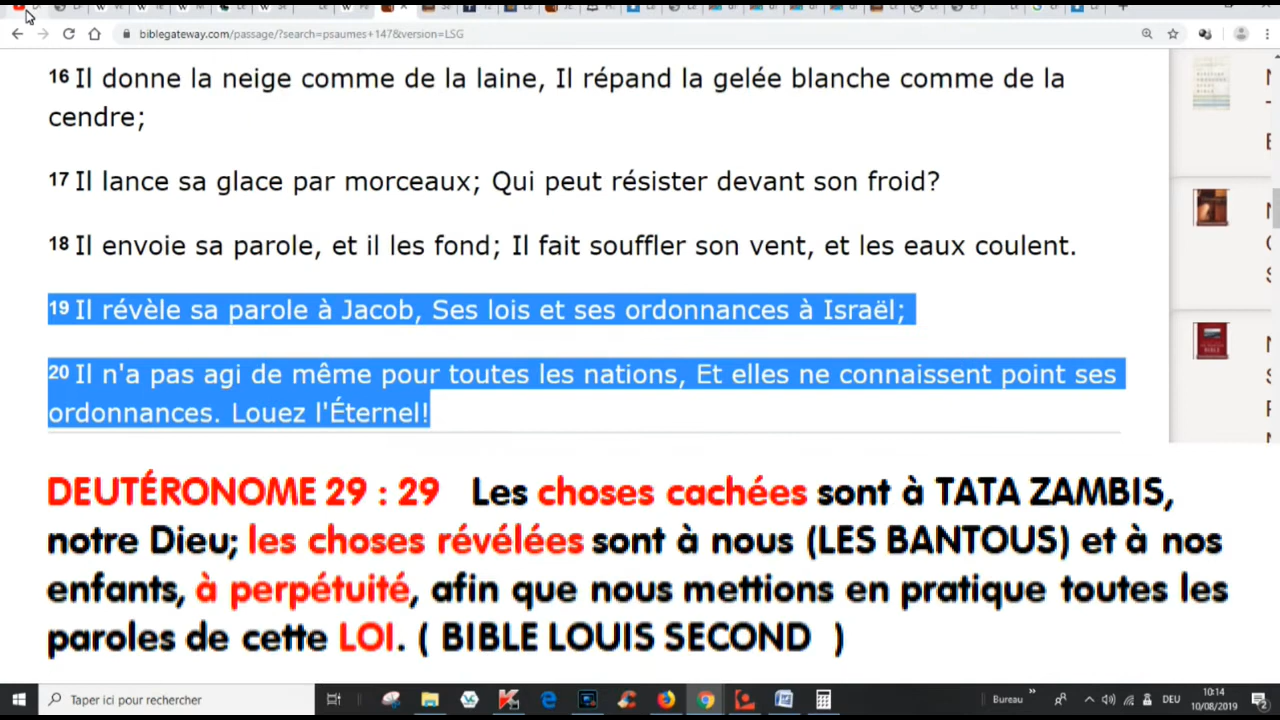 biblegateway.com/passage/?search=psaumes+147&version=LSG
16 Il donne la neige comme de la laine, Il répand la gelée blanche comme de la
cendre;
17 Il lance sa glace par morceaux; Qui peut résister devant son froid?
18 Il envoie sa parole, et il les fond; Il fait souffler son vent, et les eaux coulent.
19 Il révèle sa parole à Jacob, Ses lois et ses ordonnances à Israël;
20 Il n'a pas agi de même pour toutes les nations, Et elles ne connaissent point ses
ordonnances. Louez l'Éternel!
DEUTÉRONOME 29 : 29 Les choses cachées sont à TATA ZAMBIS,
notre Dieu; les choses révélées sont à nous (LES BANTOUS) et à nos
enfants, à perpétuité, afin que nous mettions en pratique toutes les
paroles de cette LOI. ( BIBLE LOUIS SECOND )
Taper ici pour rechercher
Bureau
DEU
10:14
10/08/2019